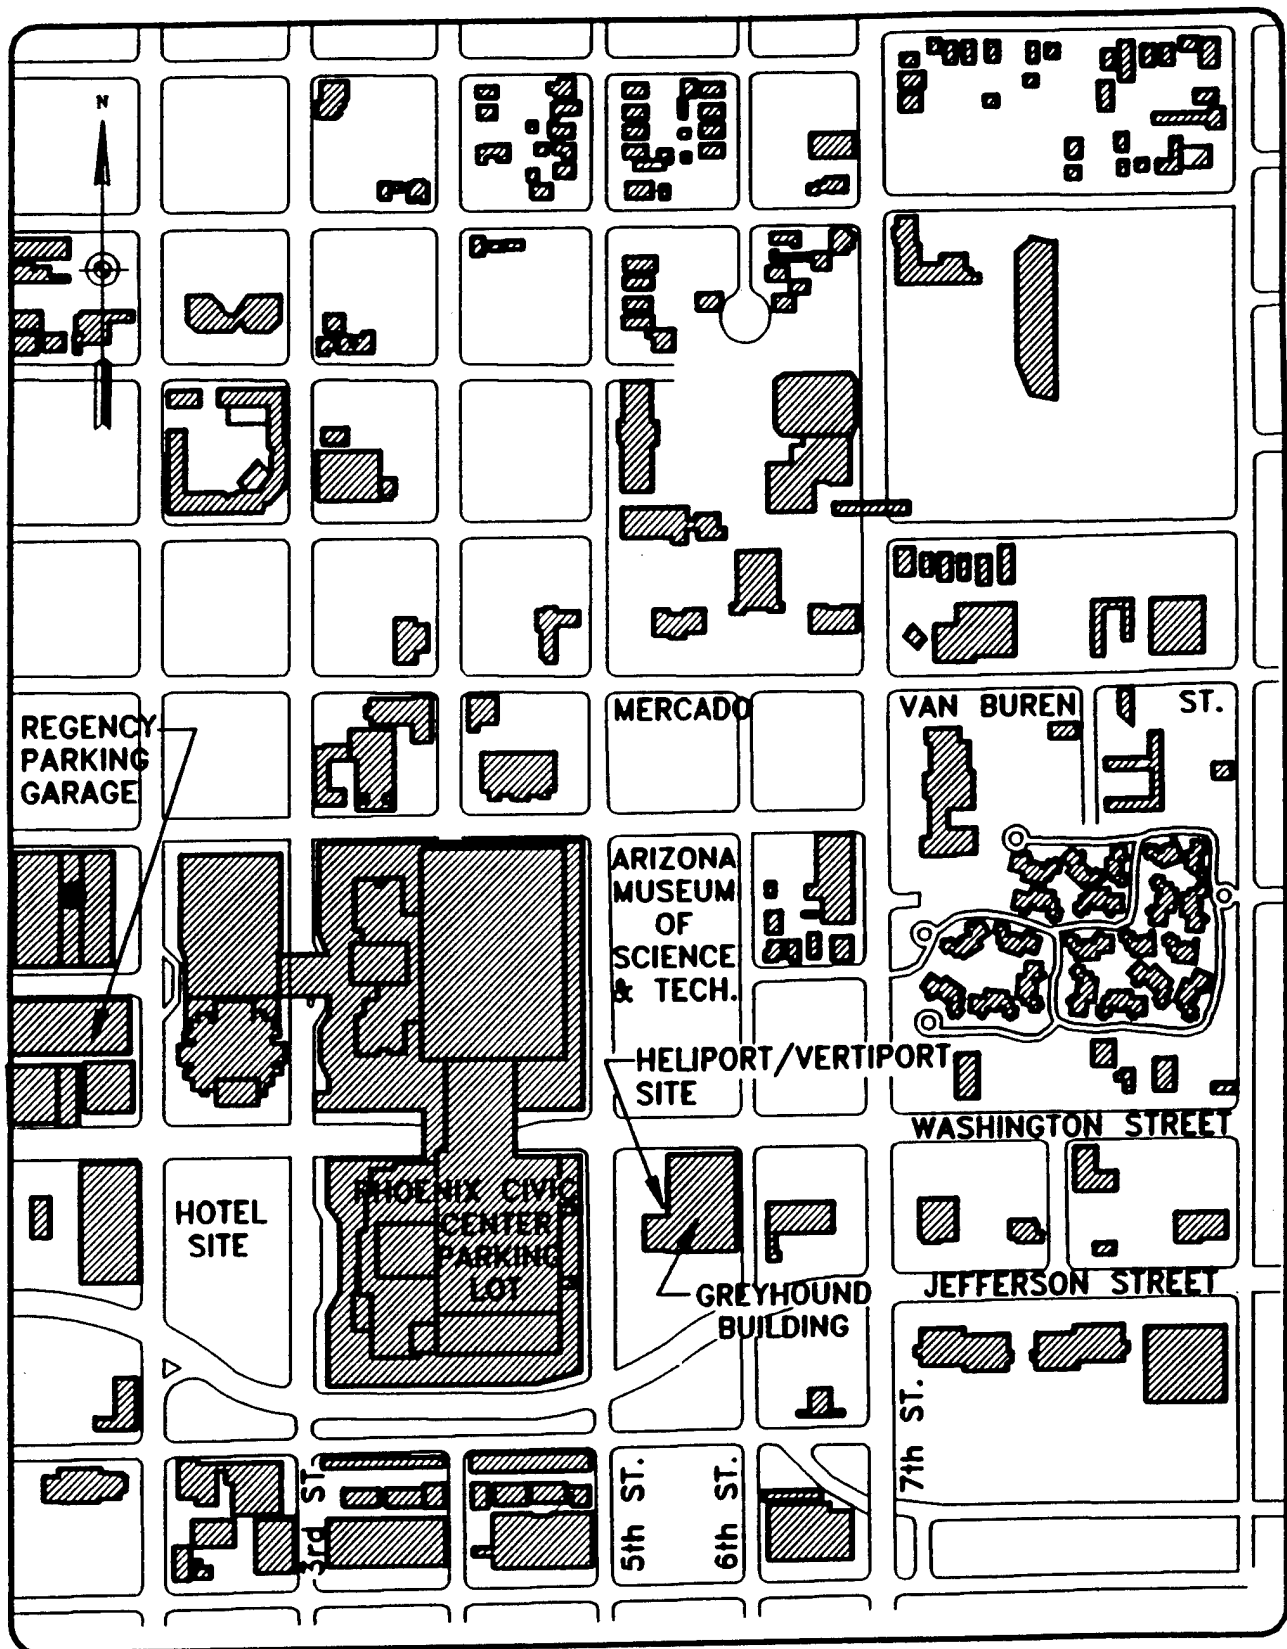 N
MERCADO
VAN BUREN ST.
REGENCY
PARKING
GARAGE
ARIZONA
MUSEUM
OF
SCIENCE
& TECH.
HELIPORT/VERTIPORT
SITE
WASHINGTON STREET
HOTEL
SITE
PHOENIX CIVIC
CENTER
PARKING
LOT
JEFFERSON STREET
GREYHOUND
BUILDING
3rd ST.
5th ST.
6th ST.
7th ST.